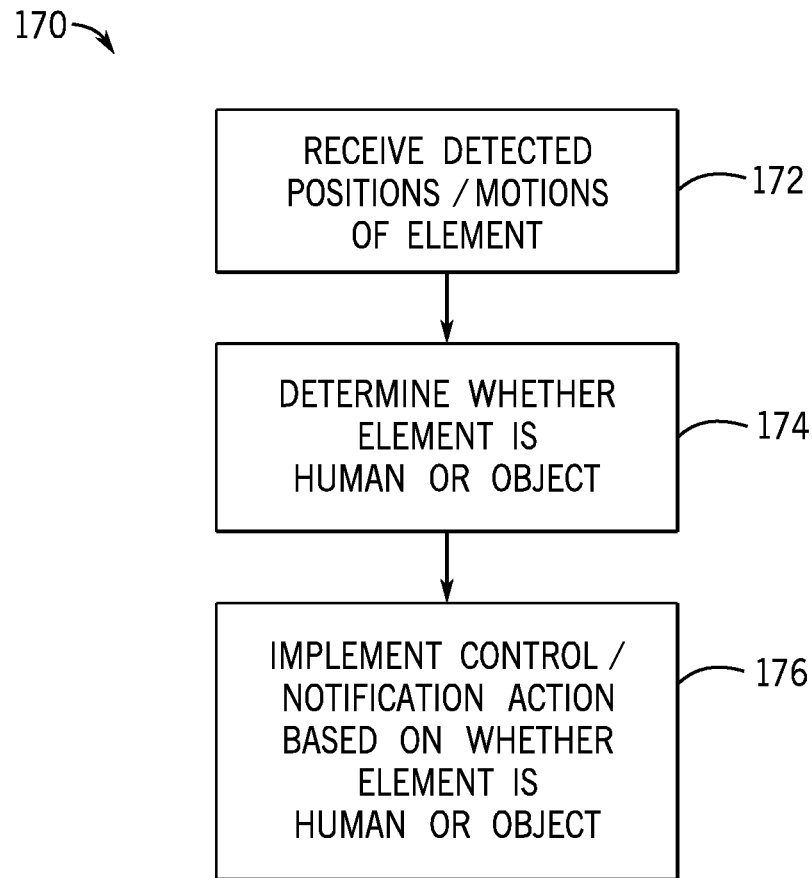 170
RECEIVE DETECTED
POSITIONS / MOTIONS
OF ELEMENT
172
DETERMINE WHETHER
ELEMENT IS
HUMAN OR OBJECT
174
IMPLEMENT CONTROL /
NOTIFICATION ACTION
BASED ON WHETHER
ELEMENT IS
HUMAN OR OBJECT
176